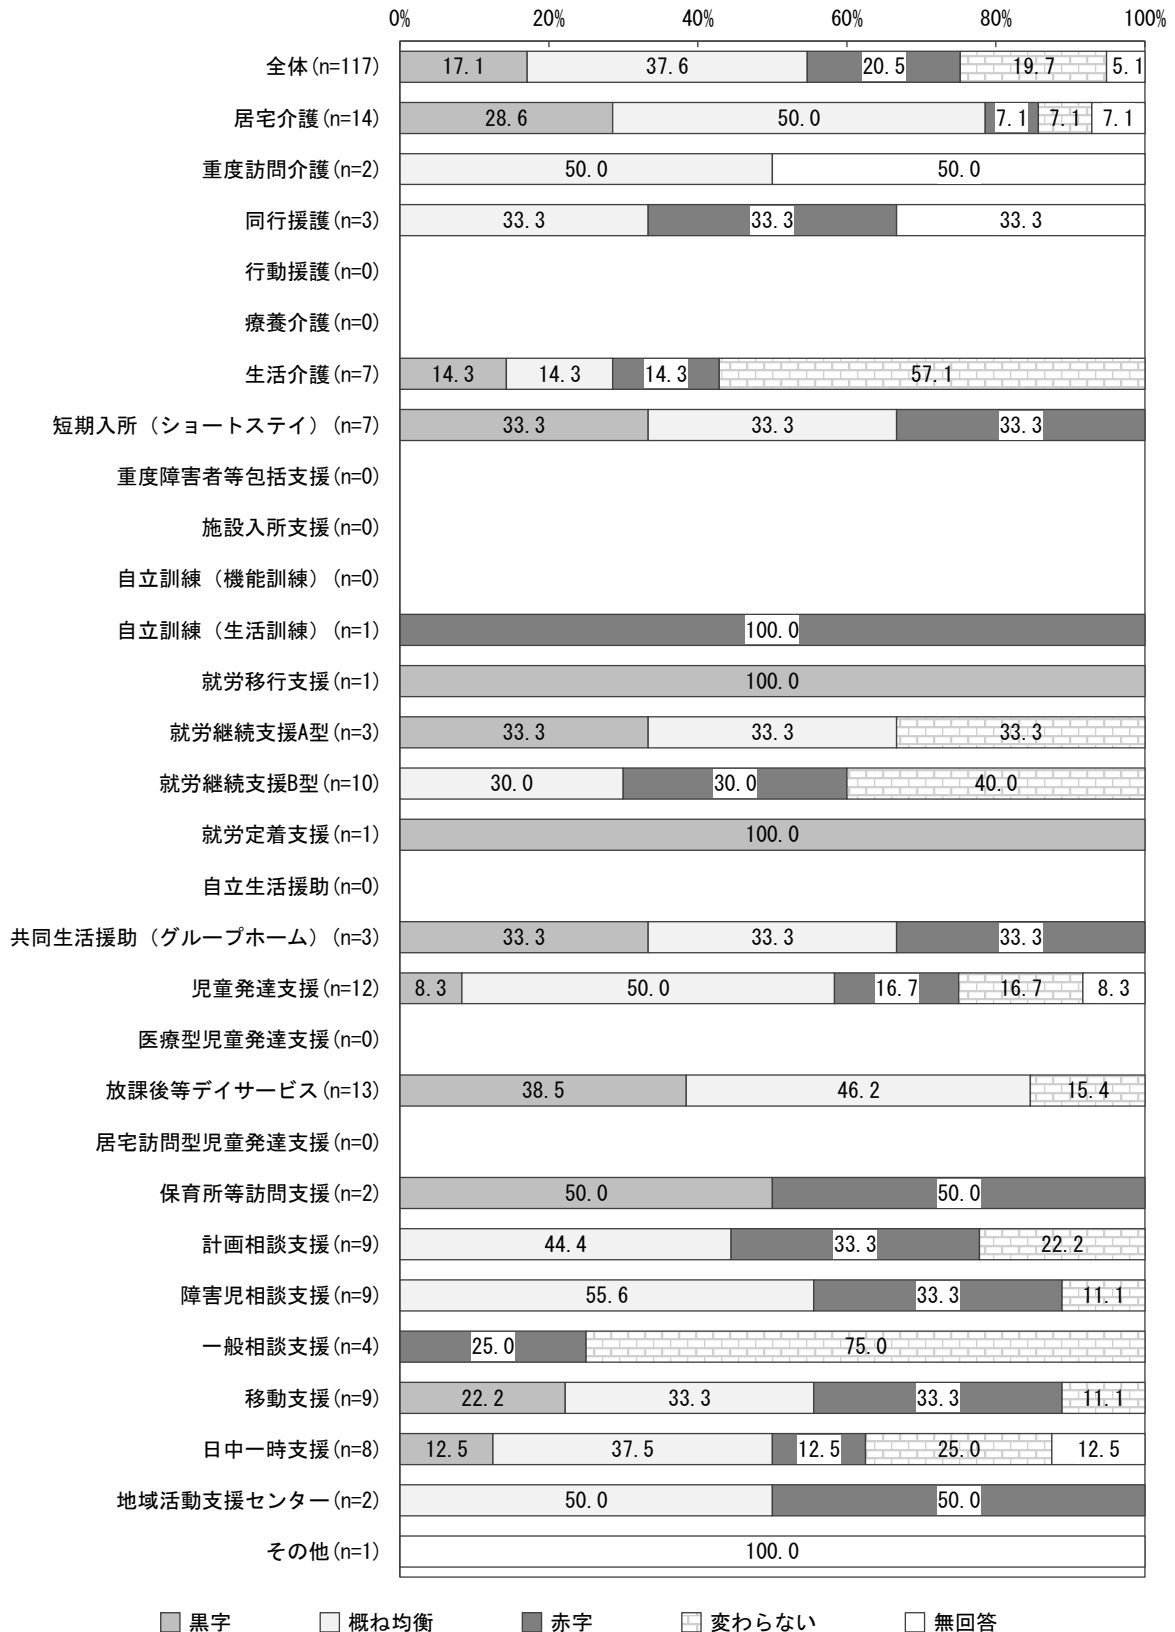 0% 20% 40% 60% 80% 100%
全体(n=117) 17.1 37.6 20.5 19.7 5.1
居宅介護(n=14) 28.6 50.0 7.1 7.1 7.1
重度訪問介護(n=2) 50.0 50.0
同行援護(n=3) 33.3 33.3 33.3
行動援護(n=0)
療養介護(n=0)
生活介護(n=7) 14.3 14.3 14.3 57.1
短期入所（ショートステイ）(n=7) 33.3 33.3 33.3
重度障害者等包括支援(n=0)
施設入所支援(n=0)
自立訓練（機能訓練）(n=0)
自立訓練（生活訓練）(n=1) 100.0
就労移行支援(n=1) 100.0
就労継続支援A型(n=3) 33.3 33.3 33.3
就労継続支援B型(n=10) 30.0 30.0 40.0
就労定着支援(n=1) 100.0
自立生活援助(n=0)
共同生活援助（グループホーム）(n=3) 33.3 33.3 33.3
児童発達支援(n=12) 8.3 50.0 16.7 16.7 8.3
医療型児童発達支援(n=0)
放課後等デイサービス(n=13) 38.5 46.2 15.4
居宅訪問型児童発達支援(n=0)
保育所等訪問支援(n=2) 50.0 50.0
計画相談支援(n=9) 44.4 33.3 22.2
障害児相談支援(n=9) 55.6 33.3 11.1
一般相談支援(n=4) 25.0 75.0
移動支援(n=9) 22.2 33.3 33.3 11.1
日中一時支援(n=8) 12.5 37.5 12.5 25.0 12.5
地域活動支援センター(n=2) 50.0 50.0
その他(n=1) 100.0
黒字 概ね均衡 赤字 変わらない 無回答